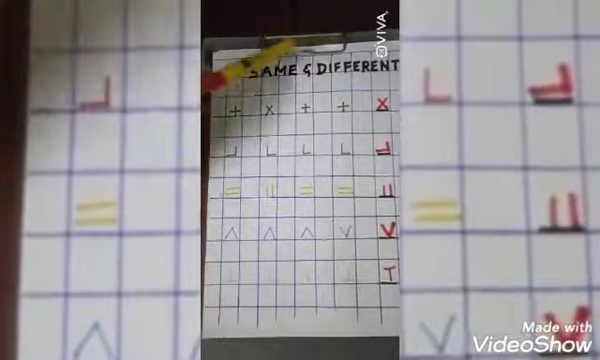 VIVA
SAME & DIFFERENT
+ x + + X
┘ L L L ┘
= || = = ||
^ ^ ^ v V
T
Made with
VideoShow